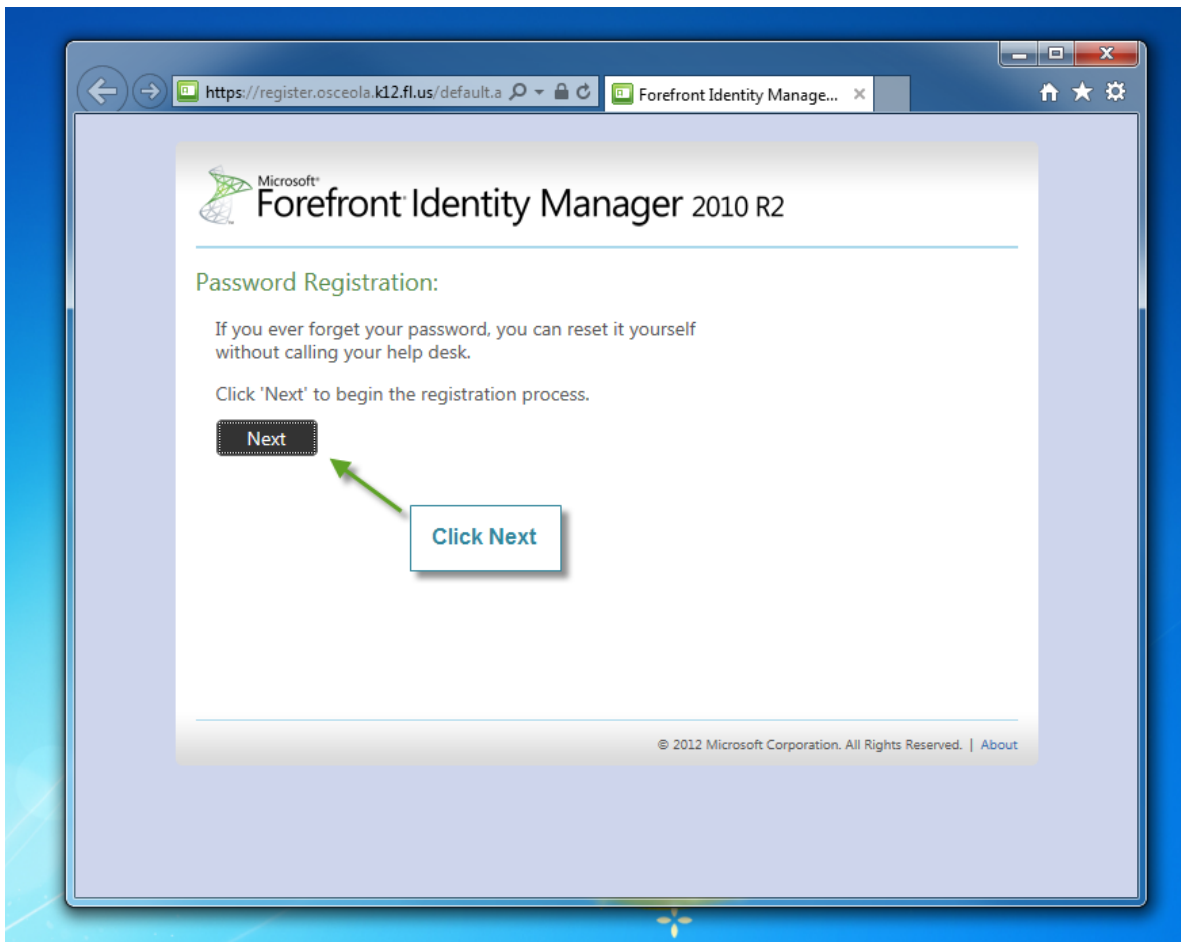 https://register.osceola.k12.fl.us/default.a
Forefront Identity Manage...
Microsoft®
Forefront® Identity Manager 2010 R2
Password Registration:
If you ever forget your password, you can reset it yourself
without calling your help desk.
Click 'Next' to begin the registration process.
Next
Click Next
© 2012 Microsoft Corporation. All Rights Reserved. | About